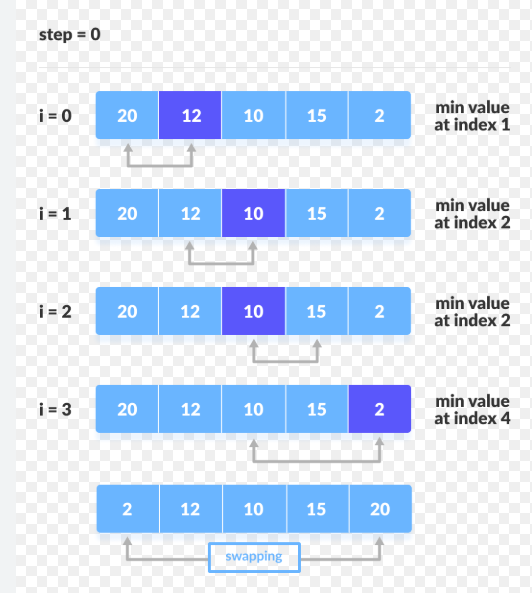 step = 0
i = 0
20 12 10 15 2
min value
at index 1
i = 1
20 12 10 15 2
min value
at index 2
i = 2
20 12 10 15 2
min value
at index 2
i = 3
20 12 10 15 2
min value
at index 4
2 12 10 15 20
swapping